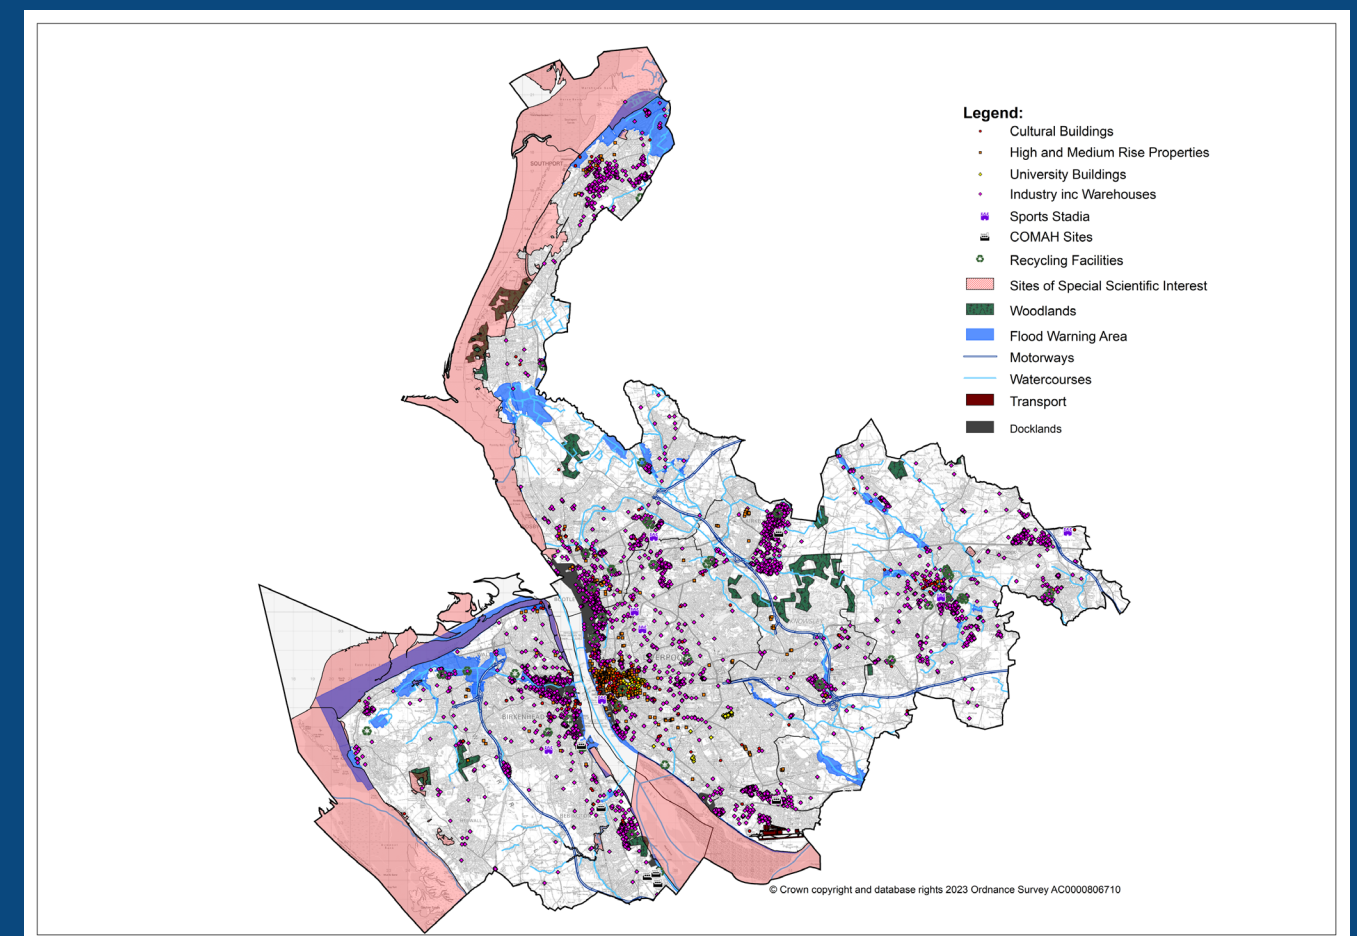 Legend:
Cultural Buildings
High and Medium Rise Properties
University Buildings
Industry inc Warehouses
Sports Stadia
COMAH Sites
Recycling Facilities
Sites of Special Scientific Interest
Woodlands
Flood Warning Area
Motorways
Watercourses
Transport
Docklands
SOUTHPORT
BIRKENHEAD
© Crown copyright and database rights 2023 Ordnance Survey AC0000806710